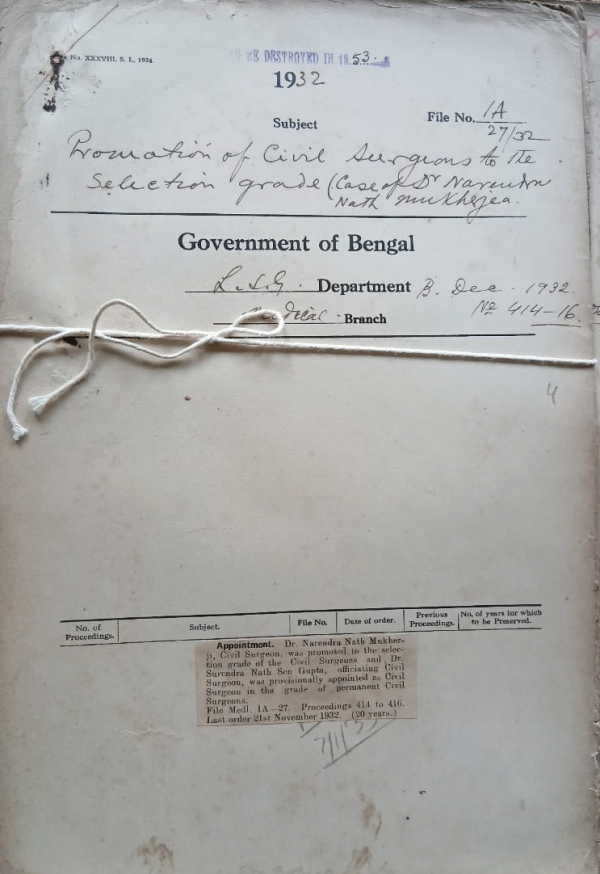 No. XXXVIII. S. I., 1924.
TO BE DESTROYED IN 1953.
1932
Subject
File No. 1A
27/32
Promotion of Civil Surgeons to the
Selection grade (Case of Dr Narendra
Nath Mukherjea.
Government of Bengal
L.S.G. Department B. Dec. 1932.
Medical Branch
No 414-16.
4
No. of Proceedings.
Subject.
File No.
Date of order.
Previous Proceedings.
No. of years for which to be Preserved.
Appointment. Dr. Narendra Nath Mukher-
ji, Civil Surgeon, was promoted to the selec-
tion grade of the Civil Surgeons and Dr.
Surendra Nath Sen Gupta, officiating Civil
Surgeon, was provisionally appointed as Civil
Surgeon in the grade of permanent Civil
Surgeons.
File Medl. 1A—27. Proceedings 414 to 416.
Last order 21st November 1932. (20 years.)